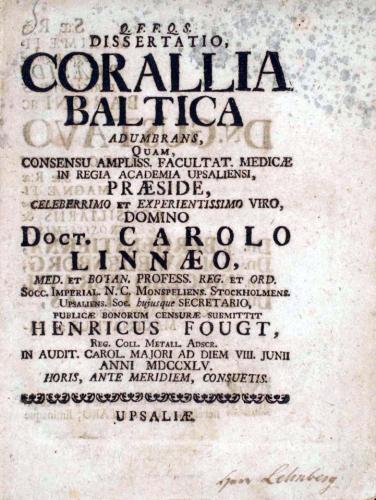 Q. F. F. Q. S.
DISSERTATIO,
CORALLIA
BALTICA
ADUMBRANS,
QUAM,
CONSENSU AMPLISS. FACULTAT. MEDICÆ
IN REGIA ACADEMIA UPSALIENSI,
PRÆSIDE,
CELEBERRIMO ET EXPERIENTISSIMO VIRO,
DOMINO
DOCT. CAROLO
LINNÆO,
MED. ET BOTAN. PROFESS. REG. ET ORD.
SOCC. IMPERIAL. N. C. MONSPELIENS. STOCKHOLMENS.
UPSALIENS. SOC. hujusque SECRETARIO,
PUBLICÆ BONORUM CENSURÆ SUBMITTIT
HENRICUS FOUGT,
REG. COLL. METALL. ADSCR.
IN AUDIT. CAROL. MAJORI AD DIEM VIII. JUNII
ANNI MDCCXLV.
HORIS, ANTE MERIDIEM, CONSUETIS.
UPSALIÆ
Lehnberg